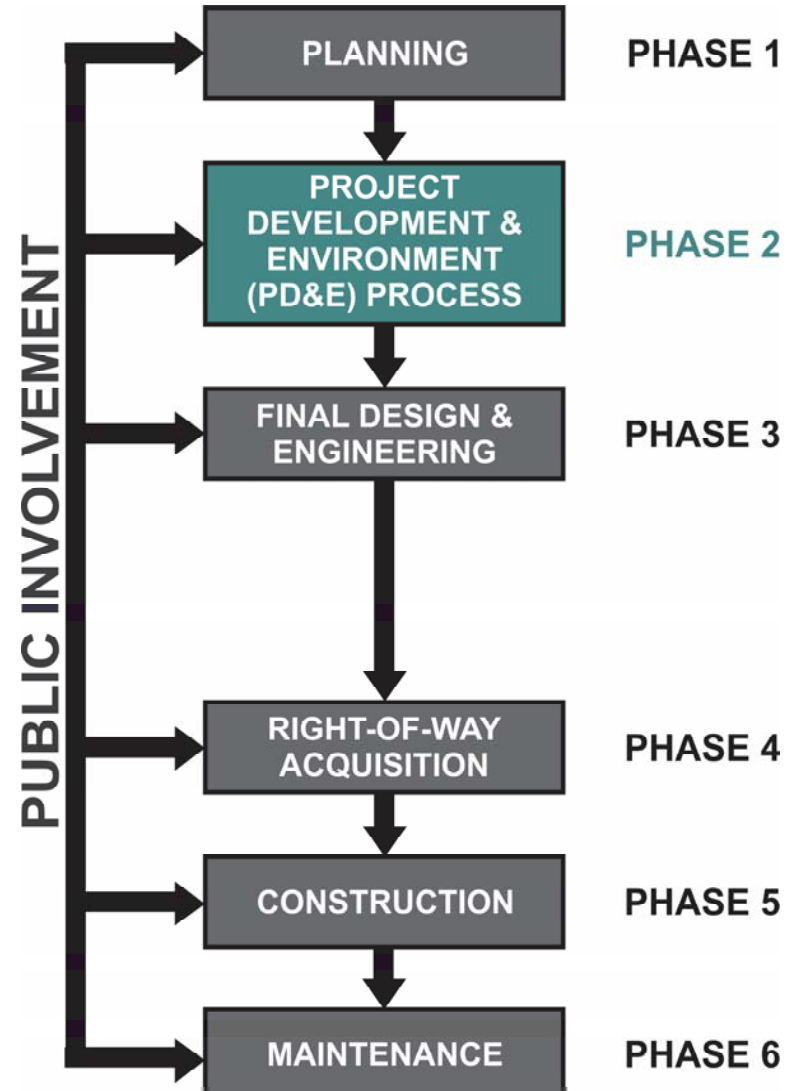 PUBLIC INVOLVEMENT
PLANNING
PHASE 1
PROJECT
DEVELOPMENT &
ENVIRONMENT
(PD&E) PROCESS
PHASE 2
FINAL DESIGN &
ENGINEERING
PHASE 3
RIGHT-OF-WAY
ACQUISITION
PHASE 4
CONSTRUCTION
PHASE 5
MAINTENANCE
PHASE 6